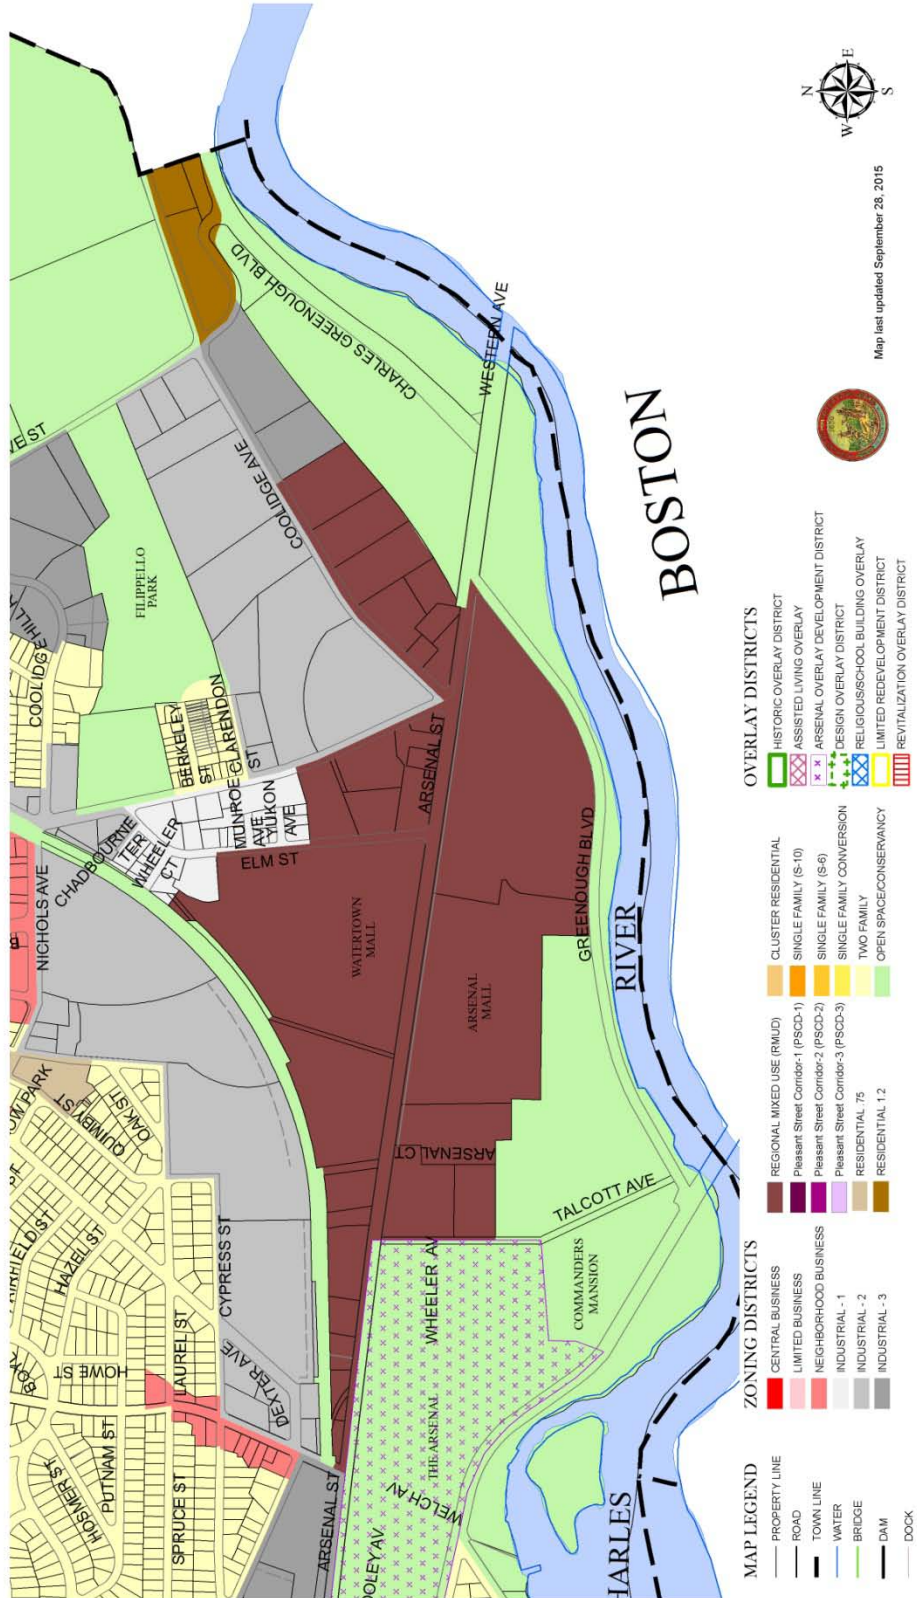 COOLIDGE HILL
FILIPPELLO
PARK
BERKELEY
ST
CLARENDON
ST
MUNROE
AVE
YUKON
AVE
NICHOLS AVE
CHADBOURNE
TER
WHEELER
CT
ELM ST
COOLIDGE AVE
CHARLES GREENOUGH BLVD
WESTERN AVE
ARSENAL ST
WATERTOWN
MALL
ARSENAL
MALL
GREENOUGH BLVD
ARSENAL CT
TALCOTT AVE
COMMANDERS
MANSION
WHEELER AV
THE ARSENAL
WELCH AV
OOLEY AV
ARSENAL ST
OW PARK
ST
QUIMBY ST
OAK ST
HAZEL ST
CYPRESS ST
HOWE ST
LAUREL ST
DEXTER AVE
PUTNAM ST
HOSMER ST
SPRUCE ST
HARLES
RIVER
BOSTON
MAP LEGEND
PROPERTY LINE
ROAD
TOWN LINE
WATER
BRIDGE
DAM
DOCK
ZONING DISTRICTS
CENTRAL BUSINESS
LIMITED BUSINESS
NEIGHBORHOOD BUSINESS
INDUSTRIAL - 1
INDUSTRIAL - 2
INDUSTRIAL - 3
REGIONAL MIXED USE (RMUD)
Pleasant Street Corridor-1 (PSCD-1)
Pleasant Street Corridor-2 (PSCD-2)
Pleasant Street Corridor-3 (PSCD-3)
RESIDENTIAL .75
RESIDENTIAL 1.2
CLUSTER RESIDENTIAL
SINGLE FAMILY (S-10)
SINGLE FAMILY (S-6)
SINGLE FAMILY CONVERSION
TWO FAMILY
OPEN SPACE/CONSERVANCY
OVERLAY DISTRICTS
HISTORIC OVERLAY DISTRICT
ASSISTED LIVING OVERLAY
ARSENAL OVERLAY DEVELOPMENT DISTRICT
DESIGN OVERLAY DISTRICT
RELIGIOUS/SCHOOL BUILDING OVERLAY
LIMITED REDEVELOPMENT DISTRICT
REVITALIZATION OVERLAY DISTRICT
Map last updated September 28, 2015
N
E
S
W